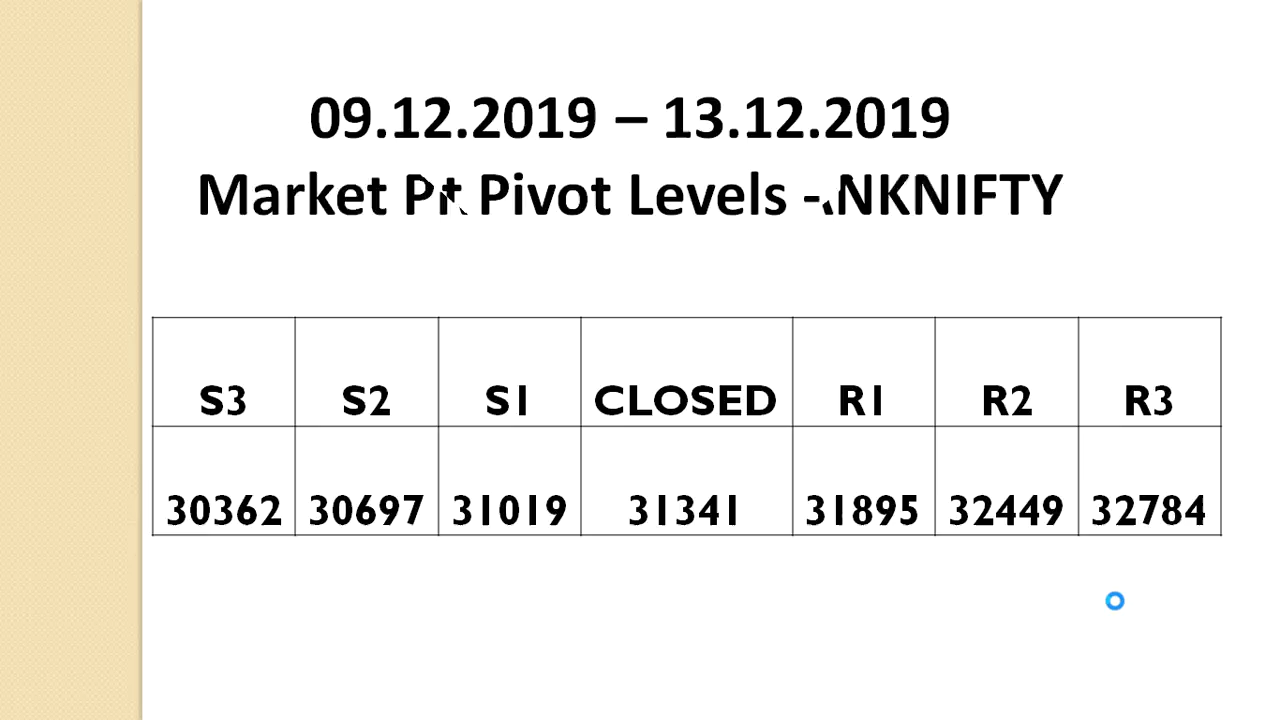 09.12.2019 – 13.12.2019
Market Pivot Levels - NKNIFTY
S3 S2 S1 CLOSED R1 R2 R3
30362 30697 31019 31341 31895 32449 32784